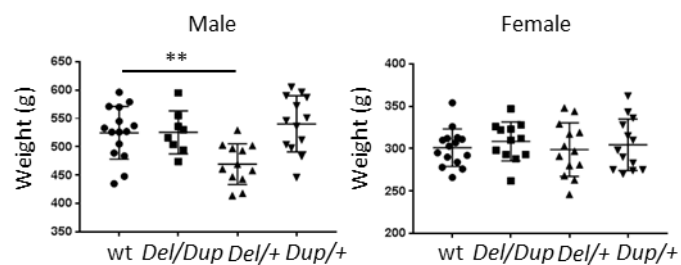 Male
**
Weight (g)
650
600
550
500
450
400
350
wt Del/Dup Del/+ Dup/+
Female
Weight (g)
400
350
300
250
200
wt Del/Dup Del/+ Dup/+